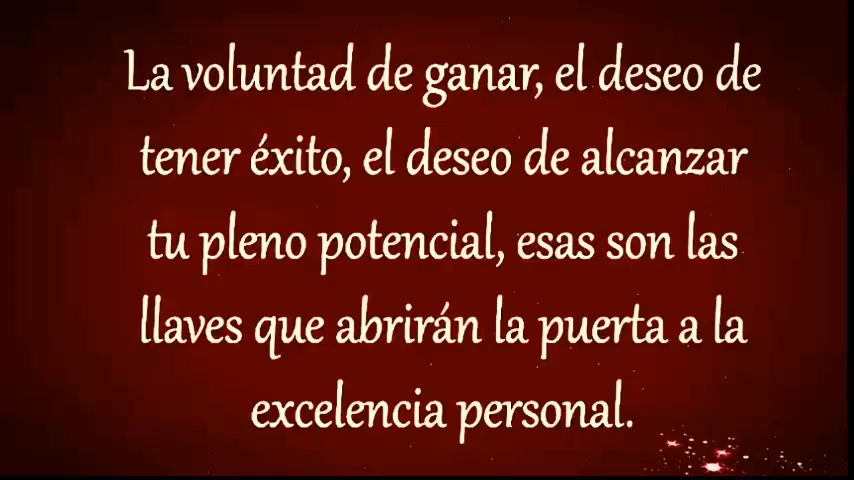 La voluntad de ganar, el deseo de
tener éxito, el deseo de alcanzar
tu pleno potencial, esas son las
llaves que abrirán la puerta a la
excelencia personal.